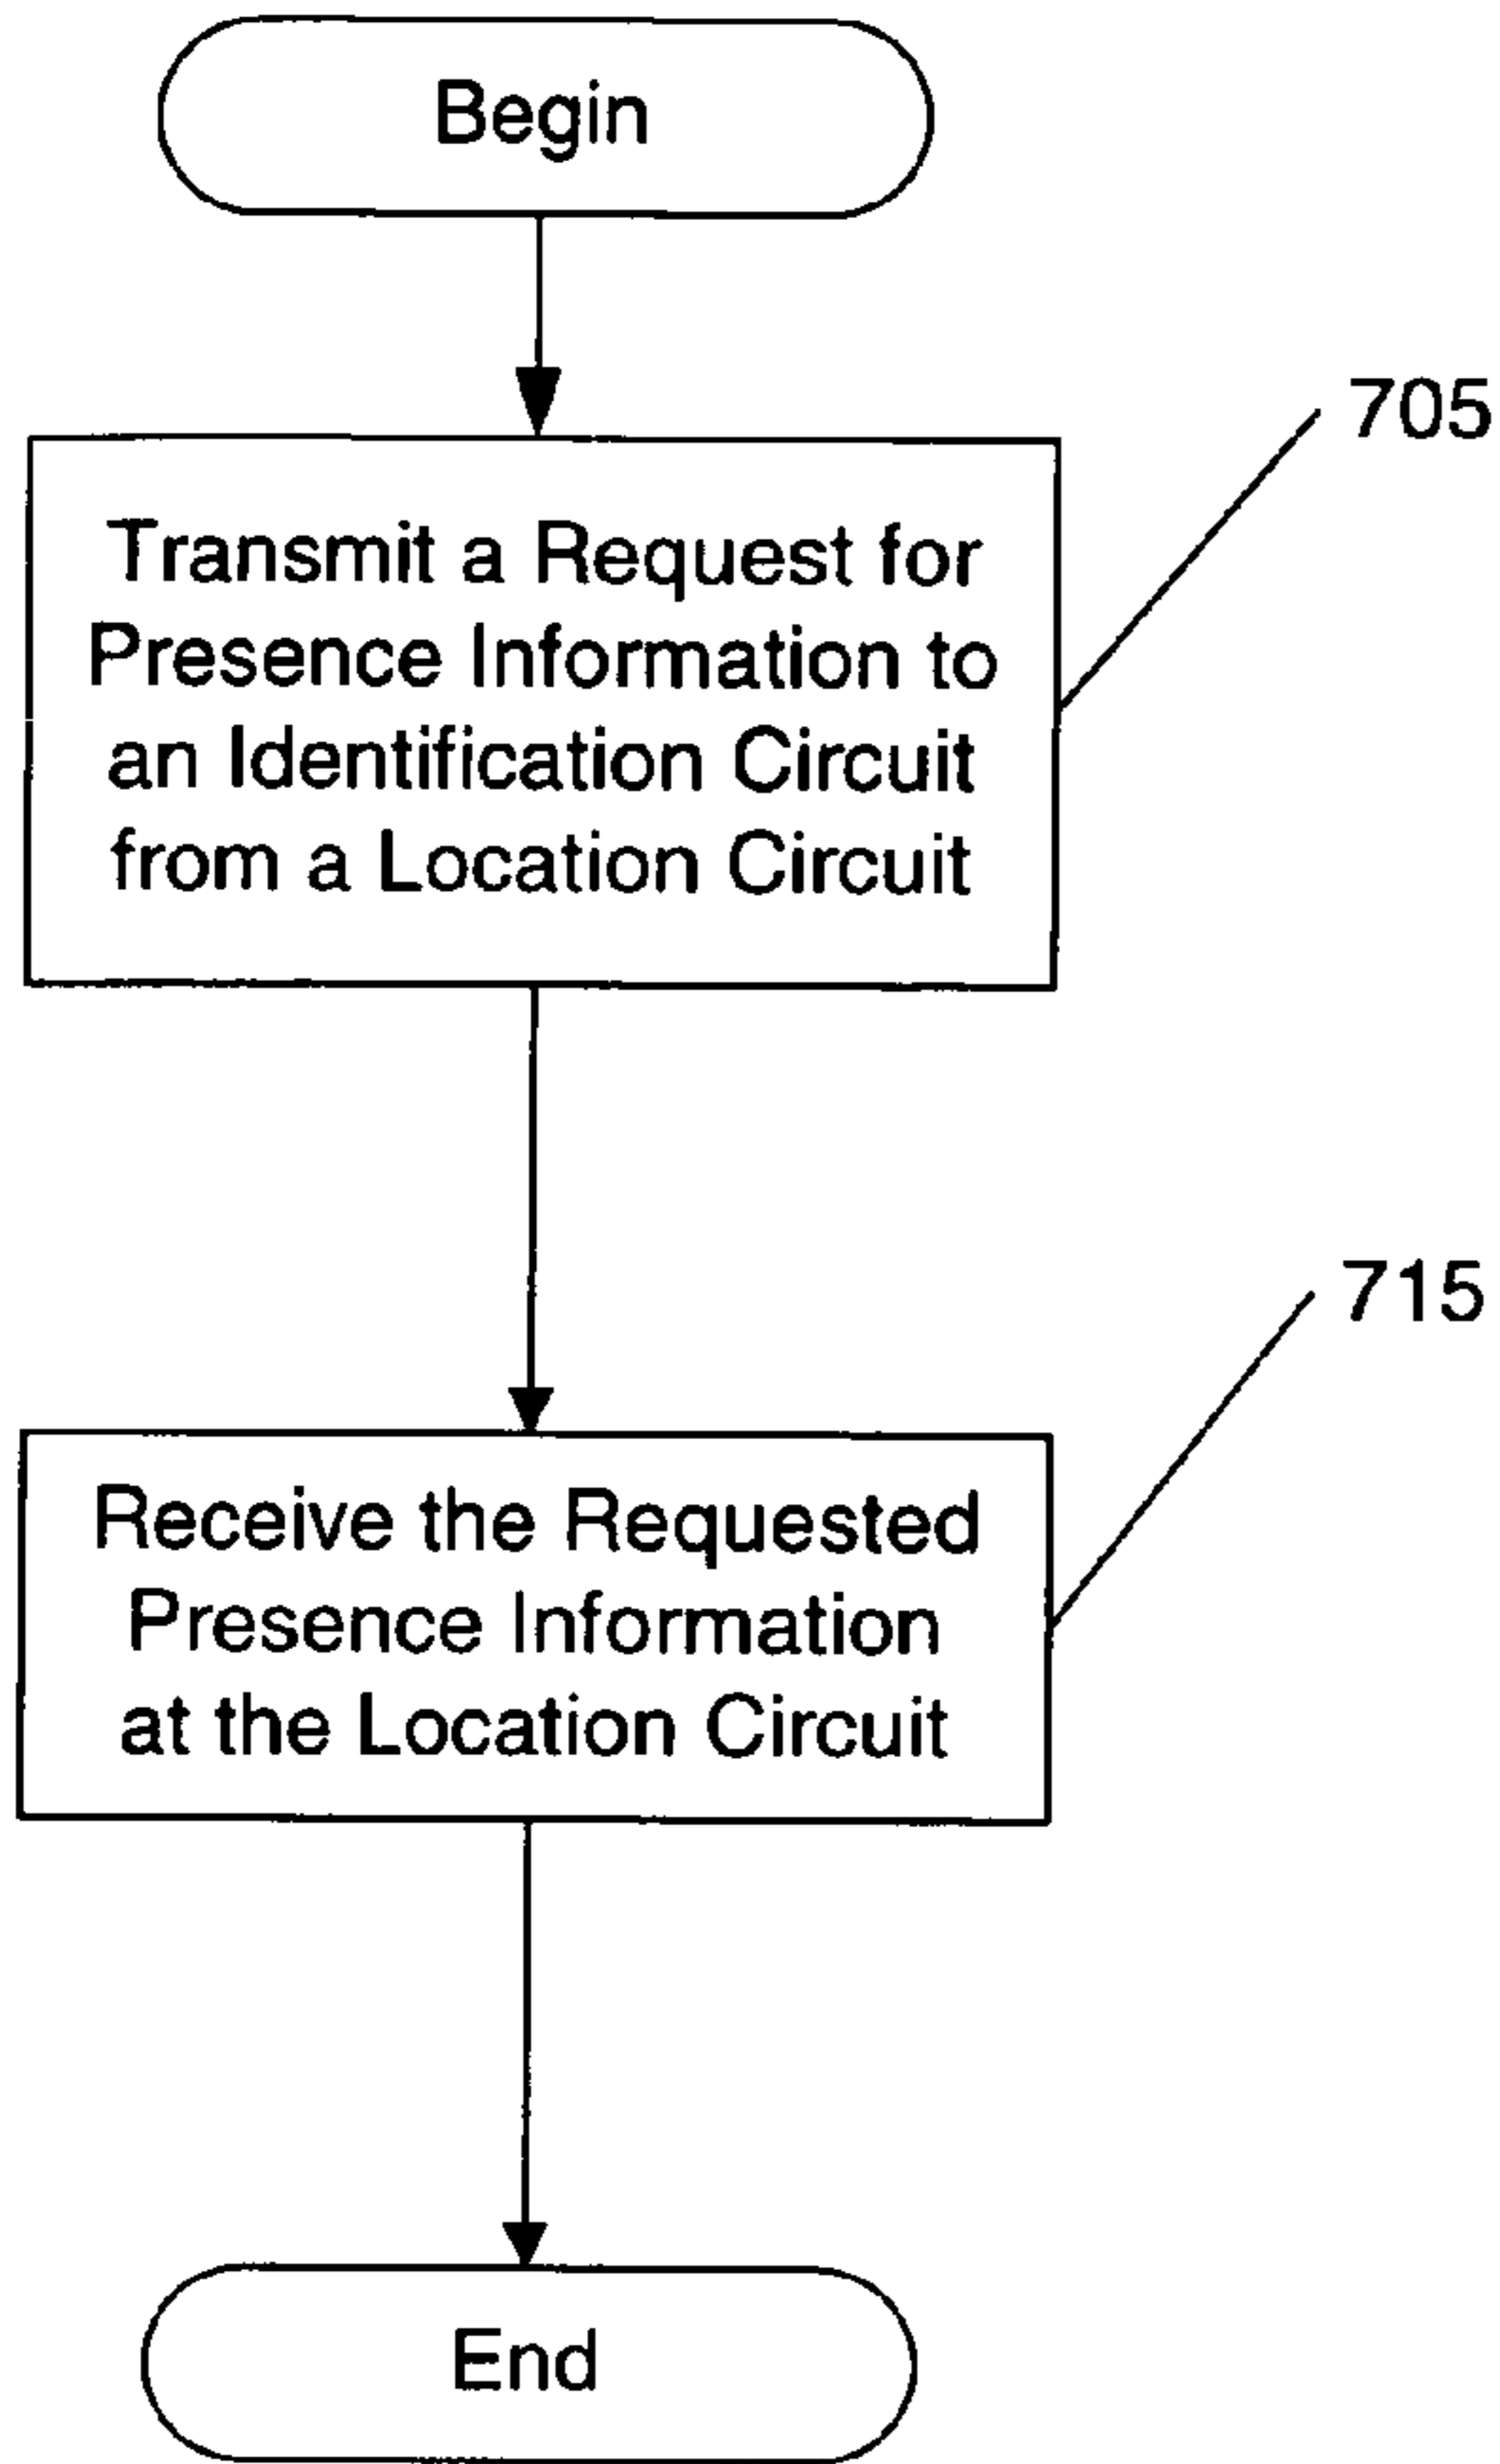 Begin
705
Transmit a Request for
Presence Information to
an Identification Circuit
from a Location Circuit
715
Receive the Requested
Presence Information
at the Location Circuit
End